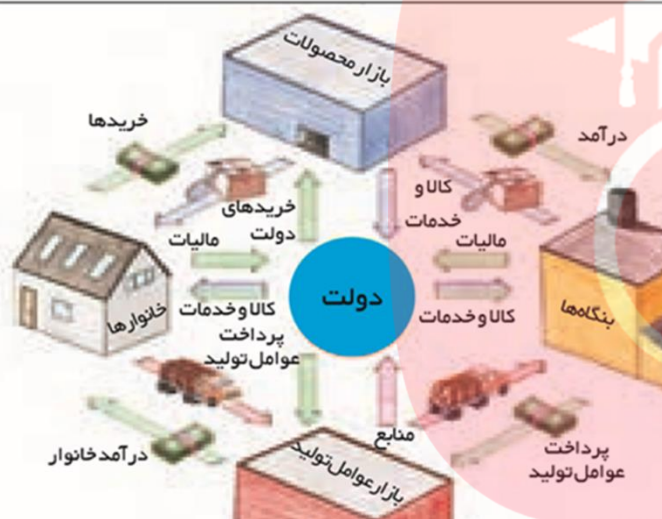 بازار محصولات
خریدها
درآمد
کالا و
خدمات
خریدهای
دولت
مالیات
مالیات
دولت
خانوارها
بنگاه‌ها
کالا و خدمات
کالا و خدمات
پرداخت
عوامل تولید
منابع
درآمد خانوار
پرداخت
عوامل تولید
بازار عوامل تولید